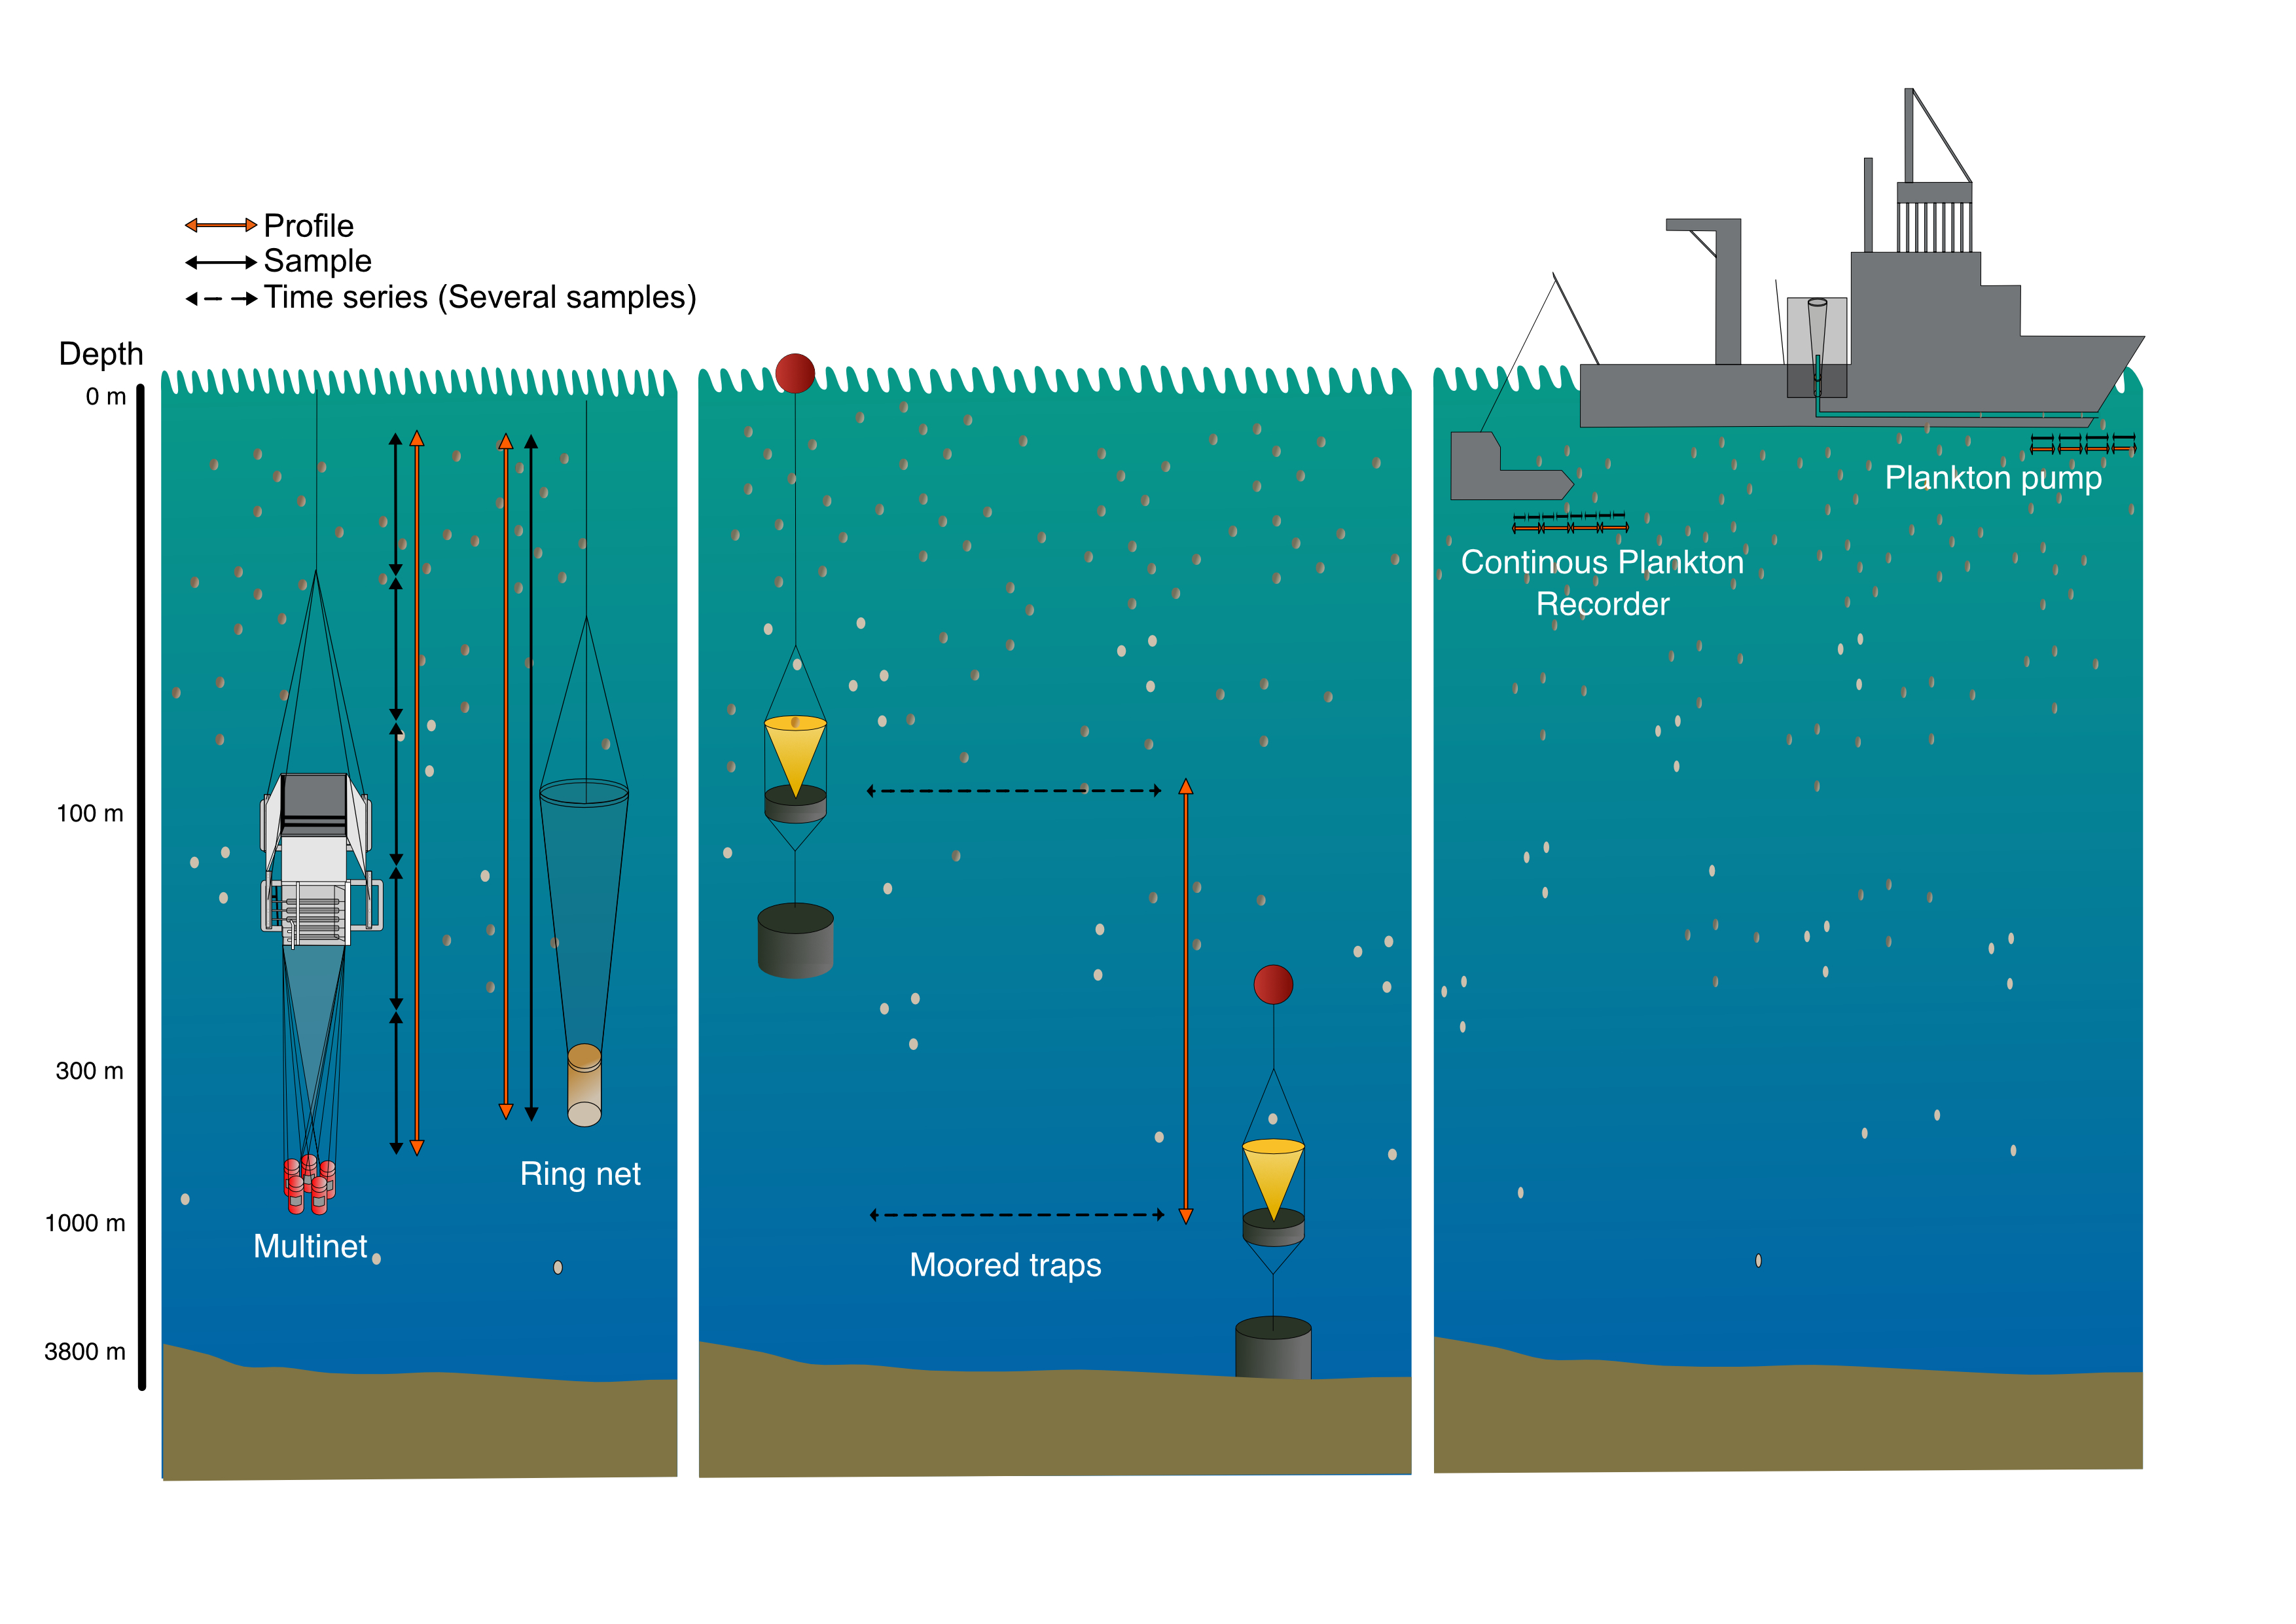 Profile
Sample
Time series (Several samples)
Depth
0 m
100 m
300 m
1000 m
3800 m
Multinet
Ring net
Moored traps
Plankton pump
Continous Plankton
Recorder